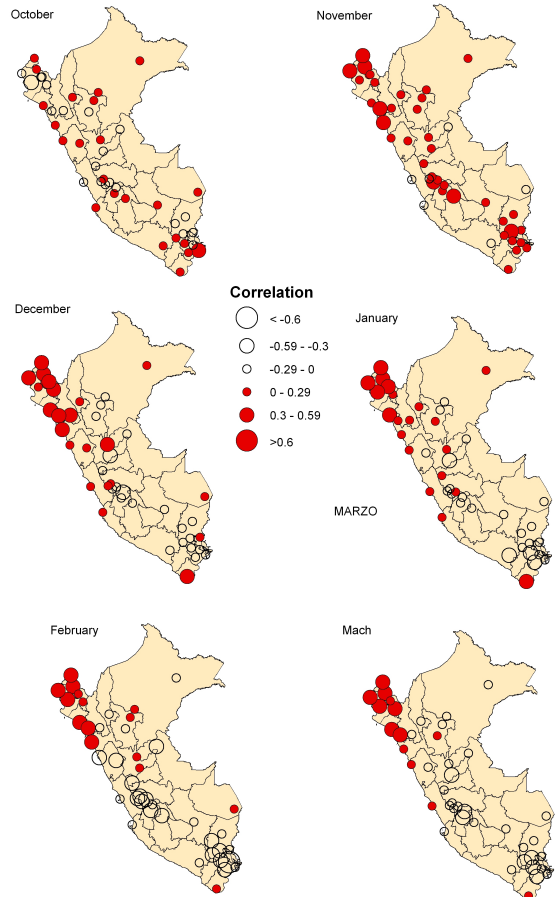 October
November
December
Correlation
< -0.6
-0.59 - -0.3
-0.29 - 0
0 - 0.29
0.3 - 0.59
>0.6
January
MARZO
February
Mach